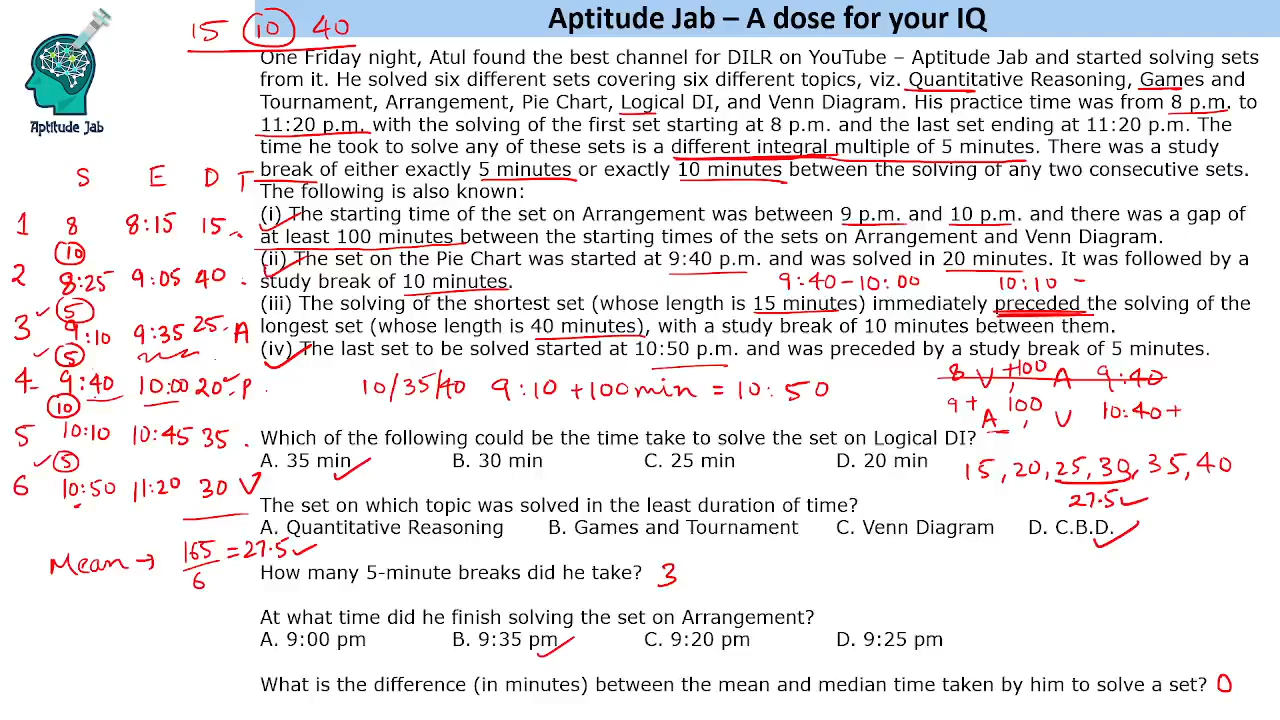 Aptitude Jab – A dose for your IQ
15 10 40
Aptitude Jab
One Friday night, Atul found the best channel for DILR on YouTube – Aptitude Jab and started solving sets
from it. He solved six different sets covering six different topics, viz. Quantitative Reasoning, Games and
Tournament, Arrangement, Pie Chart, Logical DI, and Venn Diagram. His practice time was from 8 p.m. to
11:20 p.m. with the solving of the first set starting at 8 p.m. and the last set ending at 11:20 p.m. The
time he took to solve any of these sets is a different integral multiple of 5 minutes. There was a study
break of either exactly 5 minutes or exactly 10 minutes between the solving of any two consecutive sets.
The following is also known:
(i) The starting time of the set on Arrangement was between 9 p.m. and 10 p.m. and there was a gap of
at least 100 minutes between the starting times of the sets on Arrangement and Venn Diagram.
(ii) The set on the Pie Chart was started at 9:40 p.m. and was solved in 20 minutes. It was followed by a
study break of 10 minutes. 9:40-10:00 10:10 -
(iii) The solving of the shortest set (whose length is 15 minutes) immediately preceded the solving of the
longest set (whose length is 40 minutes), with a study break of 10 minutes between them.
(iv) The last set to be solved started at 10:50 p.m. and was preceded by a study break of 5 minutes.
S E D T
1 8 8:15 15
10
2 8:25 9:05 40
5
3 9:10 9:35 25 A
5
4 9:40 10:00 20 P
10
5 10:10 10:45 35
5
6 10:50 11:20 30 V
Mean → 165/6 = 27.5
10/35/40 9:10 +100min = 10:50
8 V +100 A 9:40
9+ A, 100 V 10:40+
Which of the following could be the time take to solve the set on Logical DI?
A. 35 min B. 30 min C. 25 min D. 20 min
15, 20, 25, 30, 35, 40
27.5
The set on which topic was solved in the least duration of time?
A. Quantitative Reasoning B. Games and Tournament C. Venn Diagram D. C.B.D.
How many 5-minute breaks did he take? 3
At what time did he finish solving the set on Arrangement?
A. 9:00 pm B. 9:35 pm C. 9:20 pm D. 9:25 pm
What is the difference (in minutes) between the mean and median time taken by him to solve a set? 0